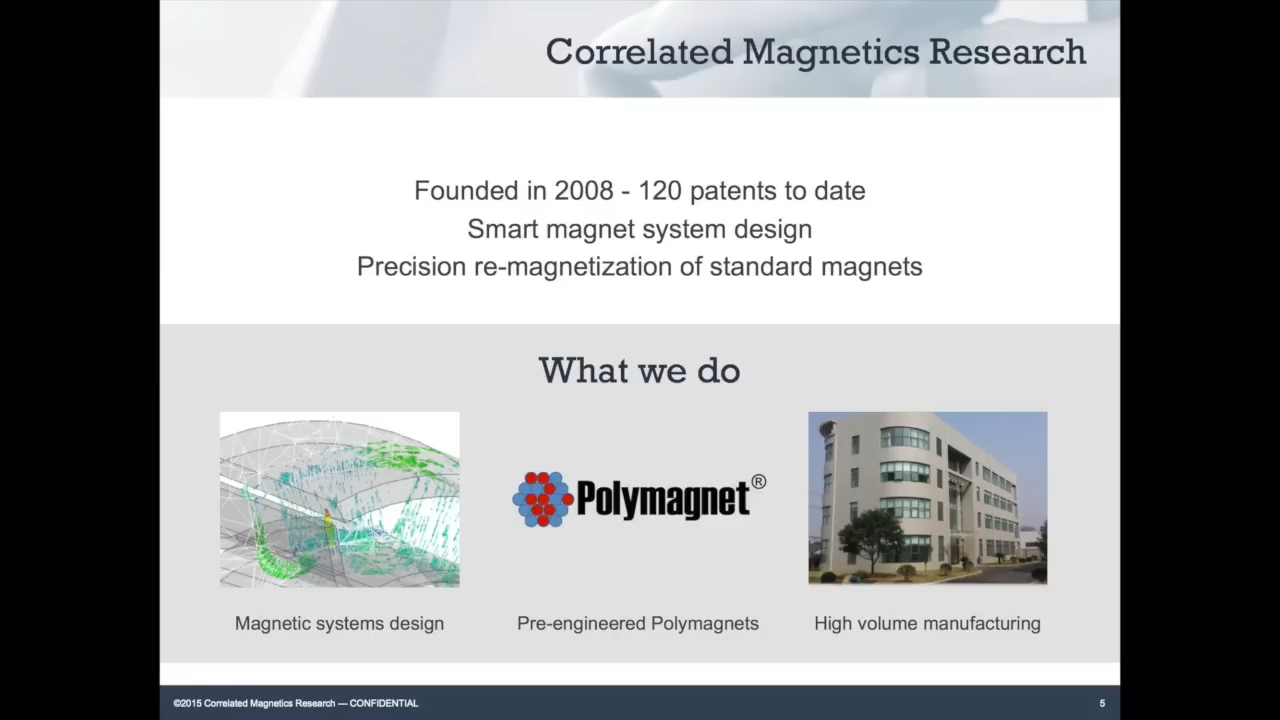 Correlated Magnetics Research
Founded in 2008 - 120 patents to date
Smart magnet system design
Precision re-magnetization of standard magnets
What we do
Polymagnet®
Magnetic systems design
Pre-engineered Polymagnets
High volume manufacturing
©2015 Correlated Magnetics Research — CONFIDENTIAL
5